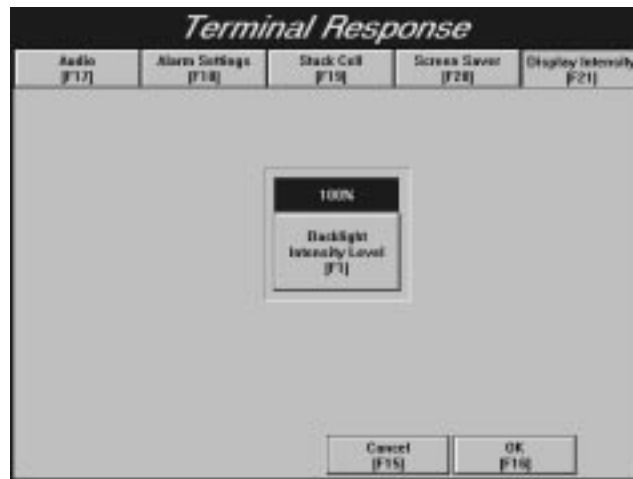 Terminal Response
Audio
[F17]
Alarm Settings
[F18]
Stuck Cell
[F19]
Screen Saver
[F20]
Display Intensity
[F21]
100%
Backlight
Intensity Level
[F1]
Cancel
[F15]
OK
[F16]